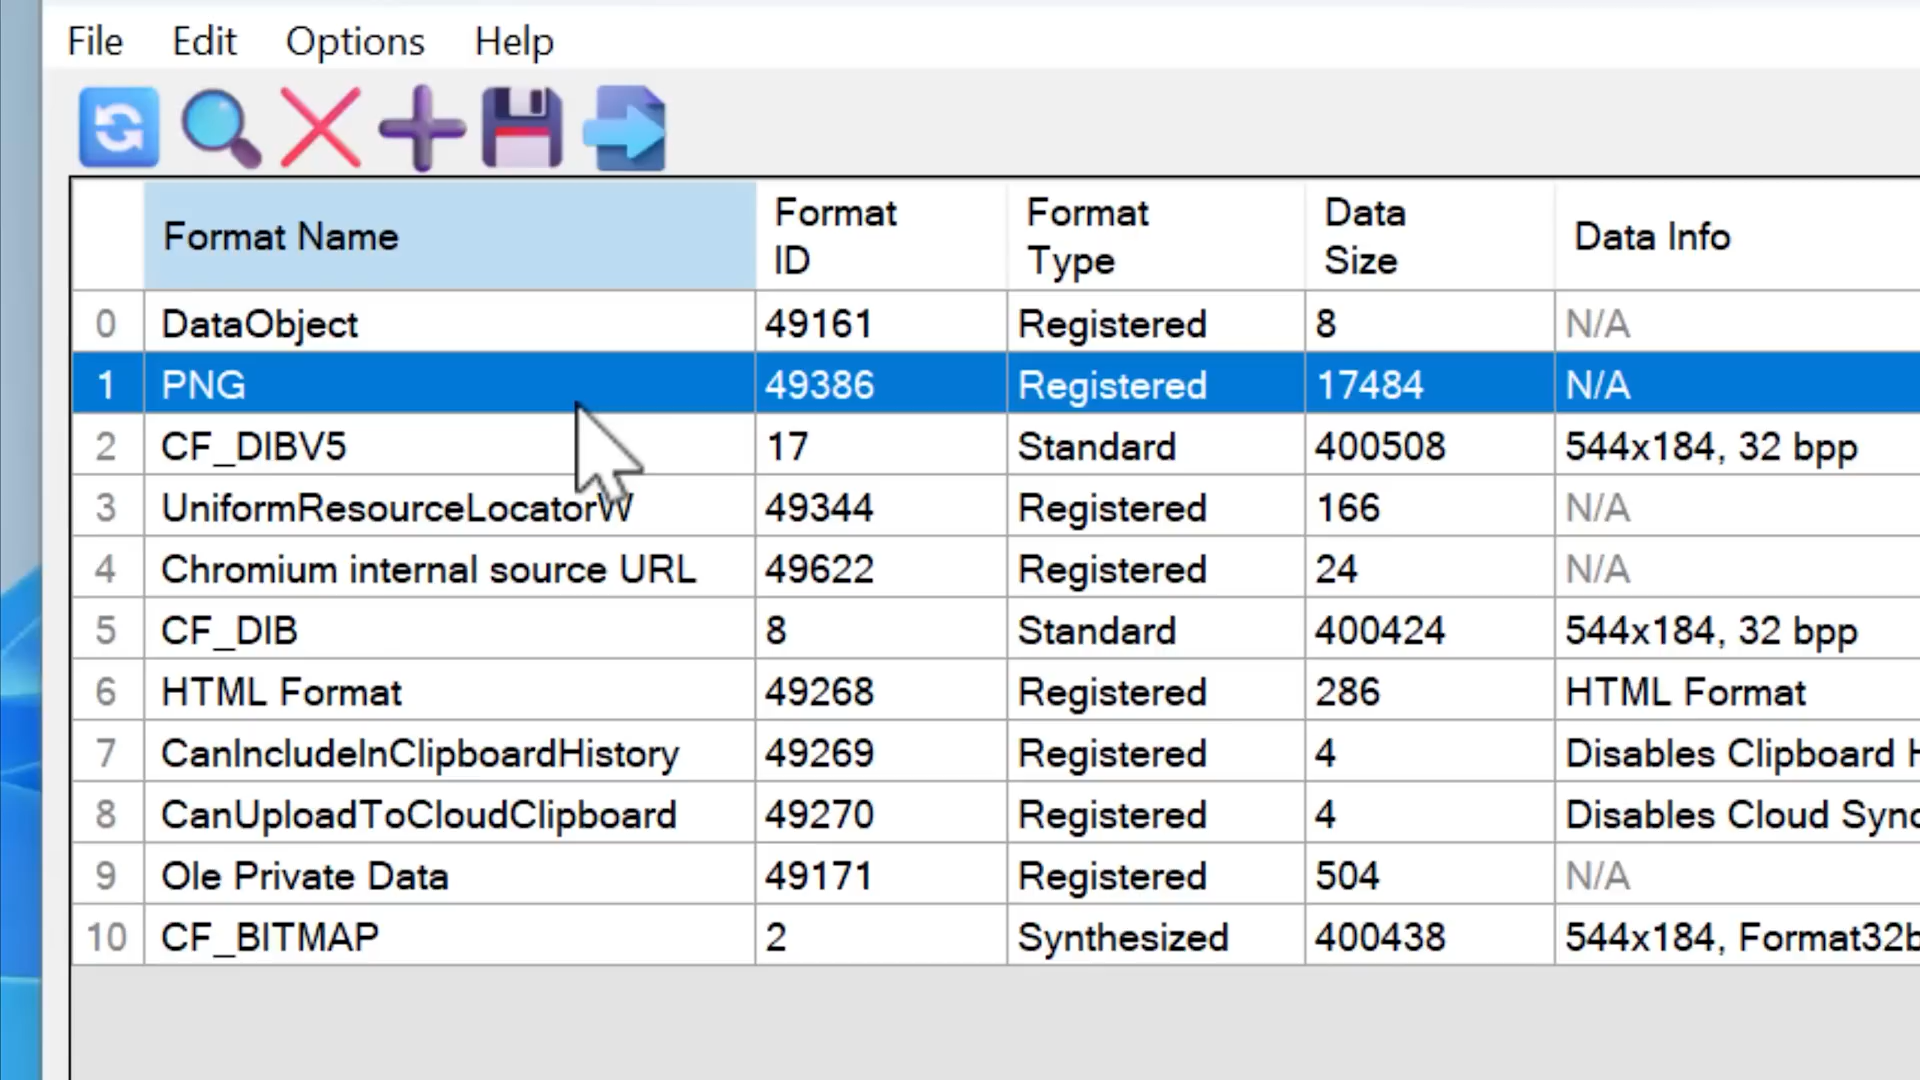 File Edit Options Help
Format Name Format ID Format Type Data Size Data Info
0 DataObject 49161 Registered 8 N/A
1 PNG 49386 Registered 17484 N/A
2 CF_DIBV5 17 Standard 400508 544x184, 32 bpp
3 UniformResourceLocatorW 49344 Registered 166 N/A
4 Chromium internal source URL 49622 Registered 24 N/A
5 CF_DIB 8 Standard 400424 544x184, 32 bpp
6 HTML Format 49268 Registered 286 HTML Format
7 CanIncludeInClipboardHistory 49269 Registered 4 Disables Clipboard H
8 CanUploadToCloudClipboard 49270 Registered 4 Disables Cloud Sync
9 Ole Private Data 49171 Registered 504 N/A
10 CF_BITMAP 2 Synthesized 400438 544x184, Format32b